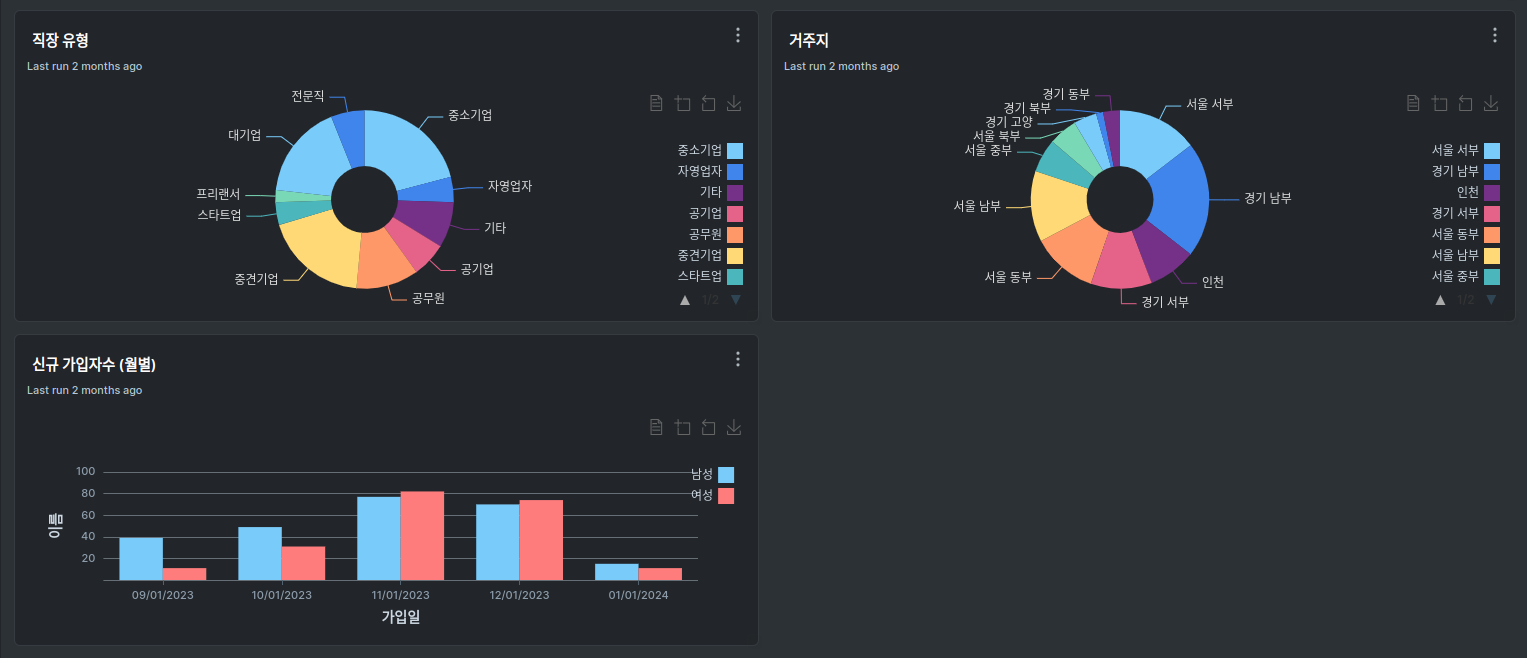 직장 유형
Last run 2 months ago
전문직
중소기업
대기업
자영업자
프리랜서
스타트업
기타
공기업
중견기업
공무원
중소기업
자영업자
기타
공기업
공무원
중견기업
스타트업
1/2
거주지
Last run 2 months ago
경기 동부
경기 북부
경기 고양
서울 북부
서울 중부
서울 서부
서울 남부
경기 남부
서울 동부
인천
경기 서부
서울 서부
경기 남부
인천
경기 서부
서울 동부
서울 남부
서울 중부
1/2
신규 가입자수 (월별)
Last run 2 months ago
남성
여성
100
80
60
40
20
이름
09/01/2023
10/01/2023
11/01/2023
12/01/2023
01/01/2024
가입일